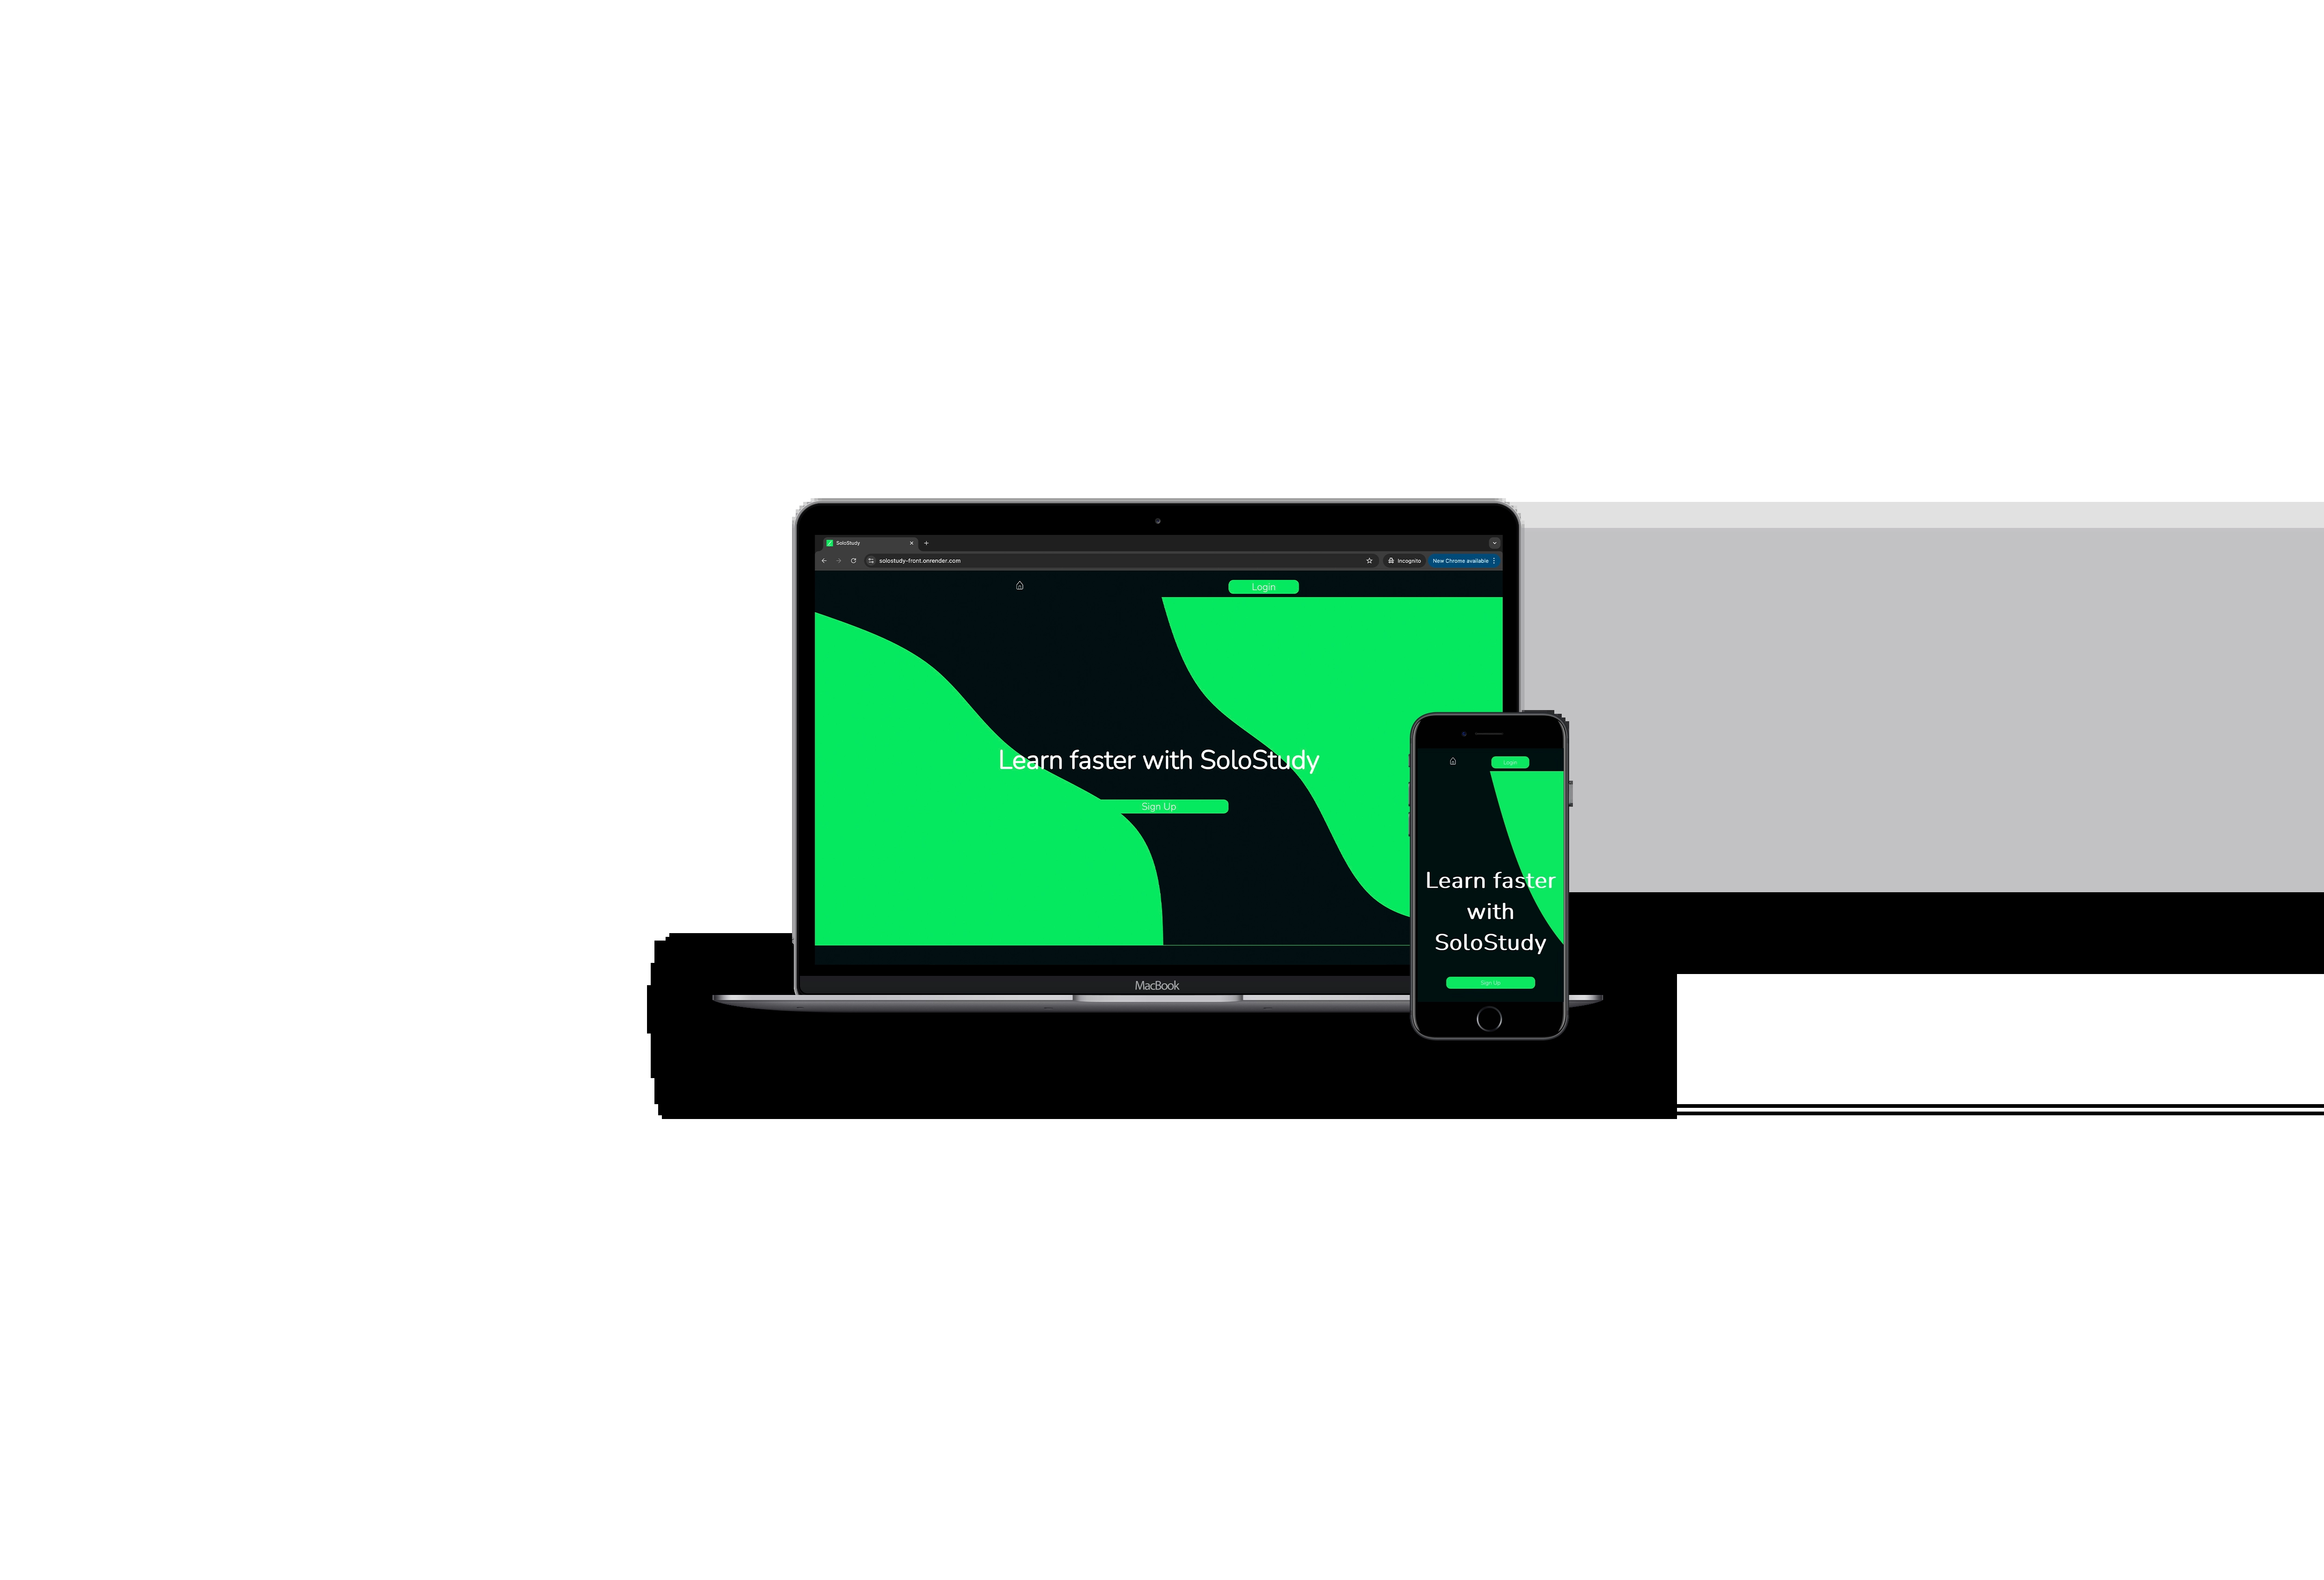 SoloStudy
solostudy-front.onrender.com
Incognito
New Chrome available
Login
Learn faster with SoloStudy
Sign Up
MacBook
Login
Learn faster
with
SoloStudy
Sign Up